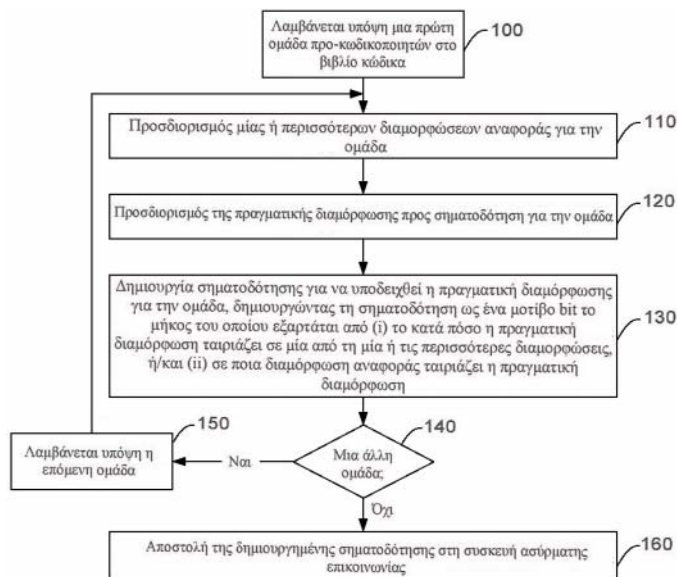 Λαμβάνεται υπόψη μια πρώτη
ομάδα προ-κωδικοποιητών στο
βιβλίο κώδικα
100
Προσδιορισμός μίας ή περισσότερων διαμορφώσεων αναφοράς για την
ομάδα
110
Προσδιορισμός της πραγματικής διαμόρφωσης προς σηματοδότηση για την ομάδα
120
Δημιουργία σηματοδότησης για να υποδειχθεί η πραγματική διαμόρφωσης
για την ομάδα, δημιουργώντας τη σηματοδότηση ως ένα μοτίβο bit το
μήκος του οποίου εξαρτάται από (i) το κατά πόσο η πραγματική
διαμόρφωση ταιριάζει σε μία από τη μία ή τις περισσότερες διαμορφώσεις,
ή/και (ii) σε ποια διαμόρφωση αναφοράς ταιριάζει η πραγματική
διαμόρφωση
130
150
Λαμβάνεται υπόψη η
επόμενη ομάδα
Ναι
Μια άλλη
ομάδα;
140
Όχι
Αποστολή της δημιουργημένης σηματοδότησης στη συσκευή ασύρματης
επικοινωνίας
160